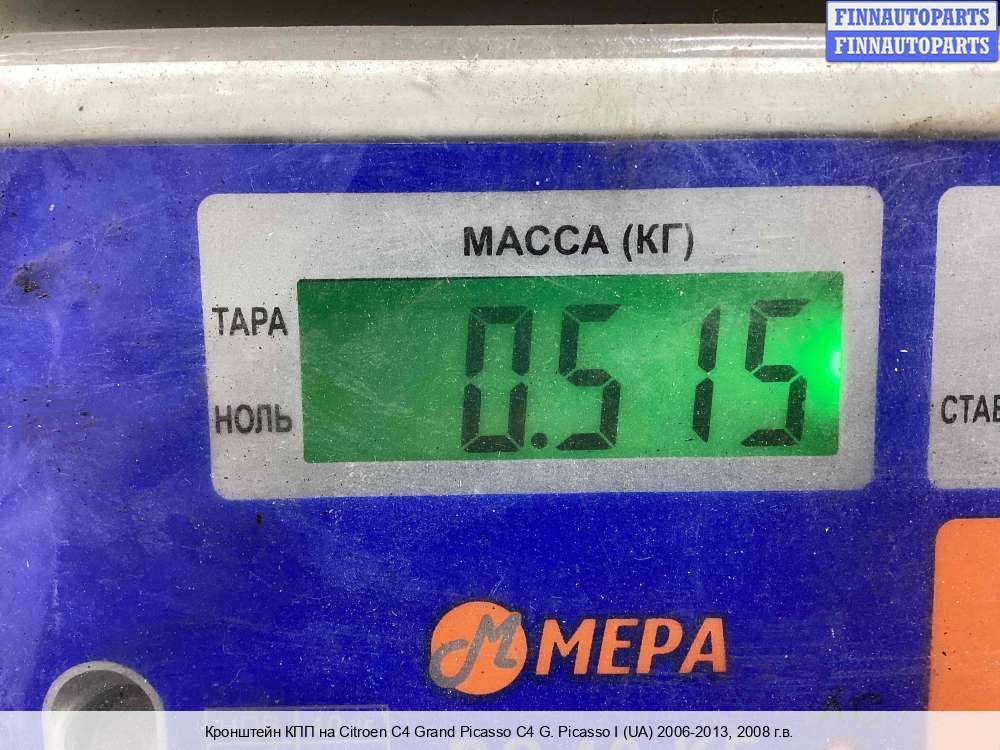 FINNAUTOPARTS
FINNAUTOPARTS
МАССА (КГ)
ТАРА
0.515
НОЛЬ
СТАВ
МЕРА
Кронштейн КПП на Citroen C4 Grand Picasso C4 G. Picasso I (UA) 2006-2013, 2008 г.в.